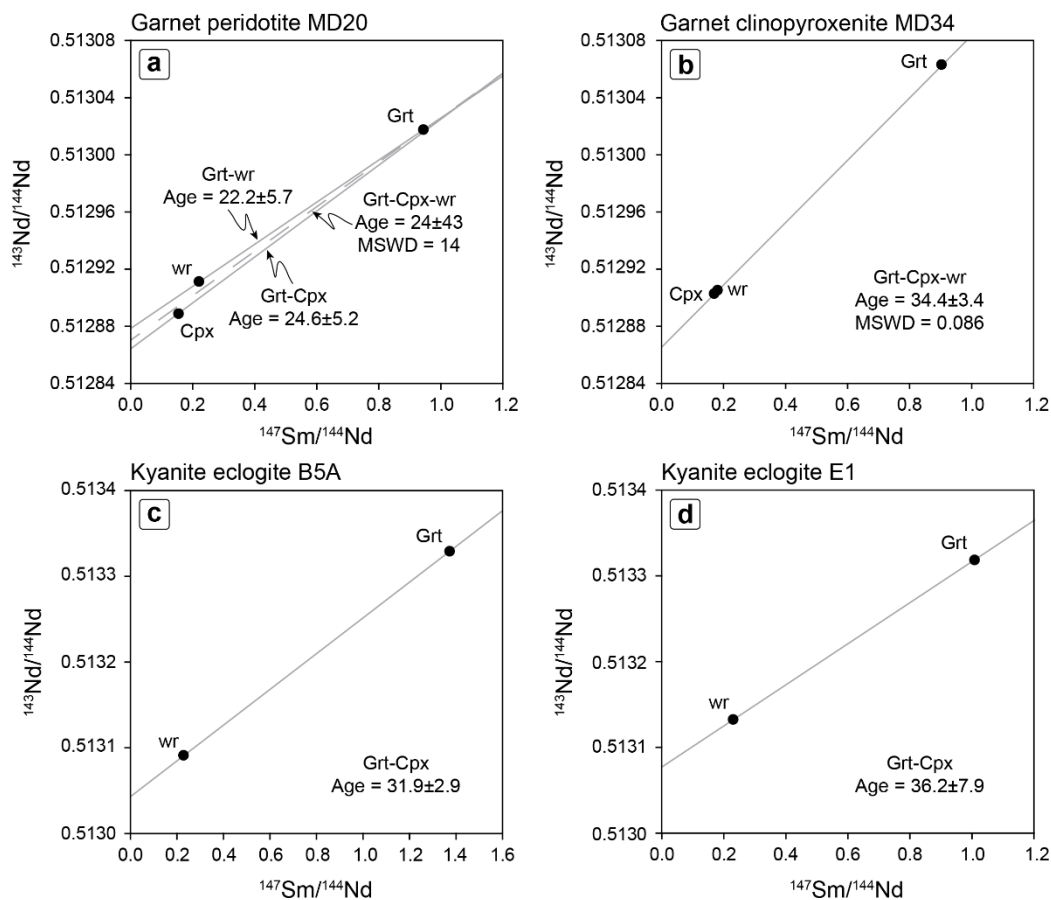 Garnet peridotite MD20
a
0.51308
0.51304
0.51300
0.51296
0.51292
0.51288
0.51284
¹⁴³Nd/¹⁴⁴Nd
Grt
Grt-wr
Age = 22.2±5.7
Grt-Cpx-wr
Age = 24±43
MSWD = 14
wr
Cpx
Grt-Cpx
Age = 24.6±5.2
0.0 0.2 0.4 0.6 0.8 1.0 1.2
¹⁴⁷Sm/¹⁴⁴Nd
Garnet clinopyroxenite MD34
b
0.51308
0.51304
0.51300
0.51296
0.51292
0.51288
0.51284
¹⁴³Nd/¹⁴⁴Nd
Grt
Cpx
wr
Grt-Cpx-wr
Age = 34.4±3.4
MSWD = 0.086
0.0 0.2 0.4 0.6 0.8 1.0 1.2
¹⁴⁷Sm/¹⁴⁴Nd
Kyanite eclogite B5A
c
0.5134
0.5133
0.5132
0.5131
0.5130
¹⁴³Nd/¹⁴⁴Nd
Grt
wr
Grt-Cpx
Age = 31.9±2.9
0.0 0.2 0.4 0.6 0.8 1.0 1.2 1.4 1.6
¹⁴⁷Sm/¹⁴⁴Nd
Kyanite eclogite E1
d
0.5134
0.5133
0.5132
0.5131
0.5130
¹⁴³Nd/¹⁴⁴Nd
Grt
wr
Grt-Cpx
Age = 36.2±7.9
0.0 0.2 0.4 0.6 0.8 1.0 1.2
¹⁴⁷Sm/¹⁴⁴Nd